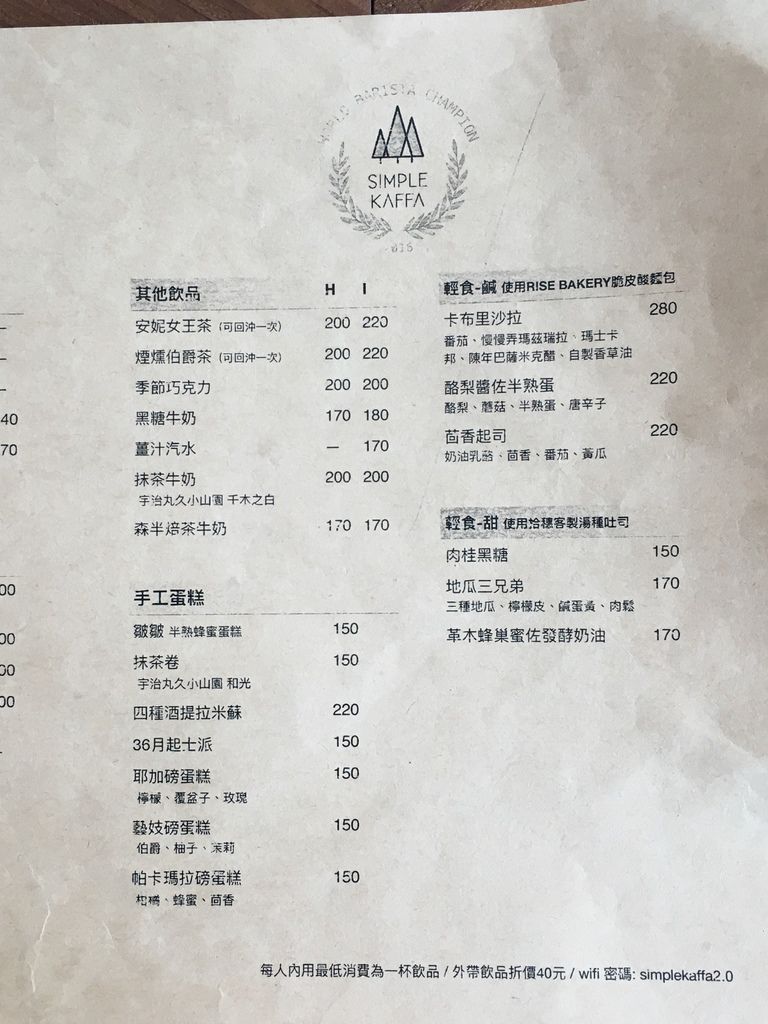 WORLD BARISTA CHAMPION
SIMPLE
KAFFA
40
70
00
00
00
00
其他飲品 H I
安妮女王茶 (可回沖一次) 200 220
煙燻伯爵茶 (可回沖一次) 200 220
季節巧克力 200 200
黑糖牛奶 170 180
薑汁汽水 — 170
抹茶牛奶 200 200
宇治丸久小山園 千木之白
森半焙茶牛奶 170 170
手工蛋糕
皺皺 半熟蜂蜜蛋糕 150
抹茶卷 150
宇治丸久小山園 和光
四種酒提拉米蘇 220
36月起士派 150
耶加磅蛋糕 150
檸檬、覆盆子、玫瑰
藝妓磅蛋糕 150
伯爵、柚子、茉莉
帕卡瑪拉磅蛋糕 150
柑橘、蜂蜜、茴香
輕食-鹹 使用RISE BAKERY脆皮酸麵包
卡布里沙拉 280
番茄、慢慢弄瑪茲瑞拉、瑪士卡
邦、陳年巴薩米克醋、自製香草油
酪梨醬佐半熟蛋 220
酪梨、蘑菇、半熟蛋、唐辛子
茴香起司 220
奶油乳酪、茴香、番茄、黃瓜
輕食-甜 使用拾穗客製湯種吐司
肉桂黑糖 150
地瓜三兄弟 170
三種地瓜、檸檬皮、鹹蛋黃、肉鬆
革木蜂巢蜜佐發酵奶油 170
每人內用最低消費為一杯飲品 / 外帶飲品折價40元 / wifi 密碼: simplekaffa2.0